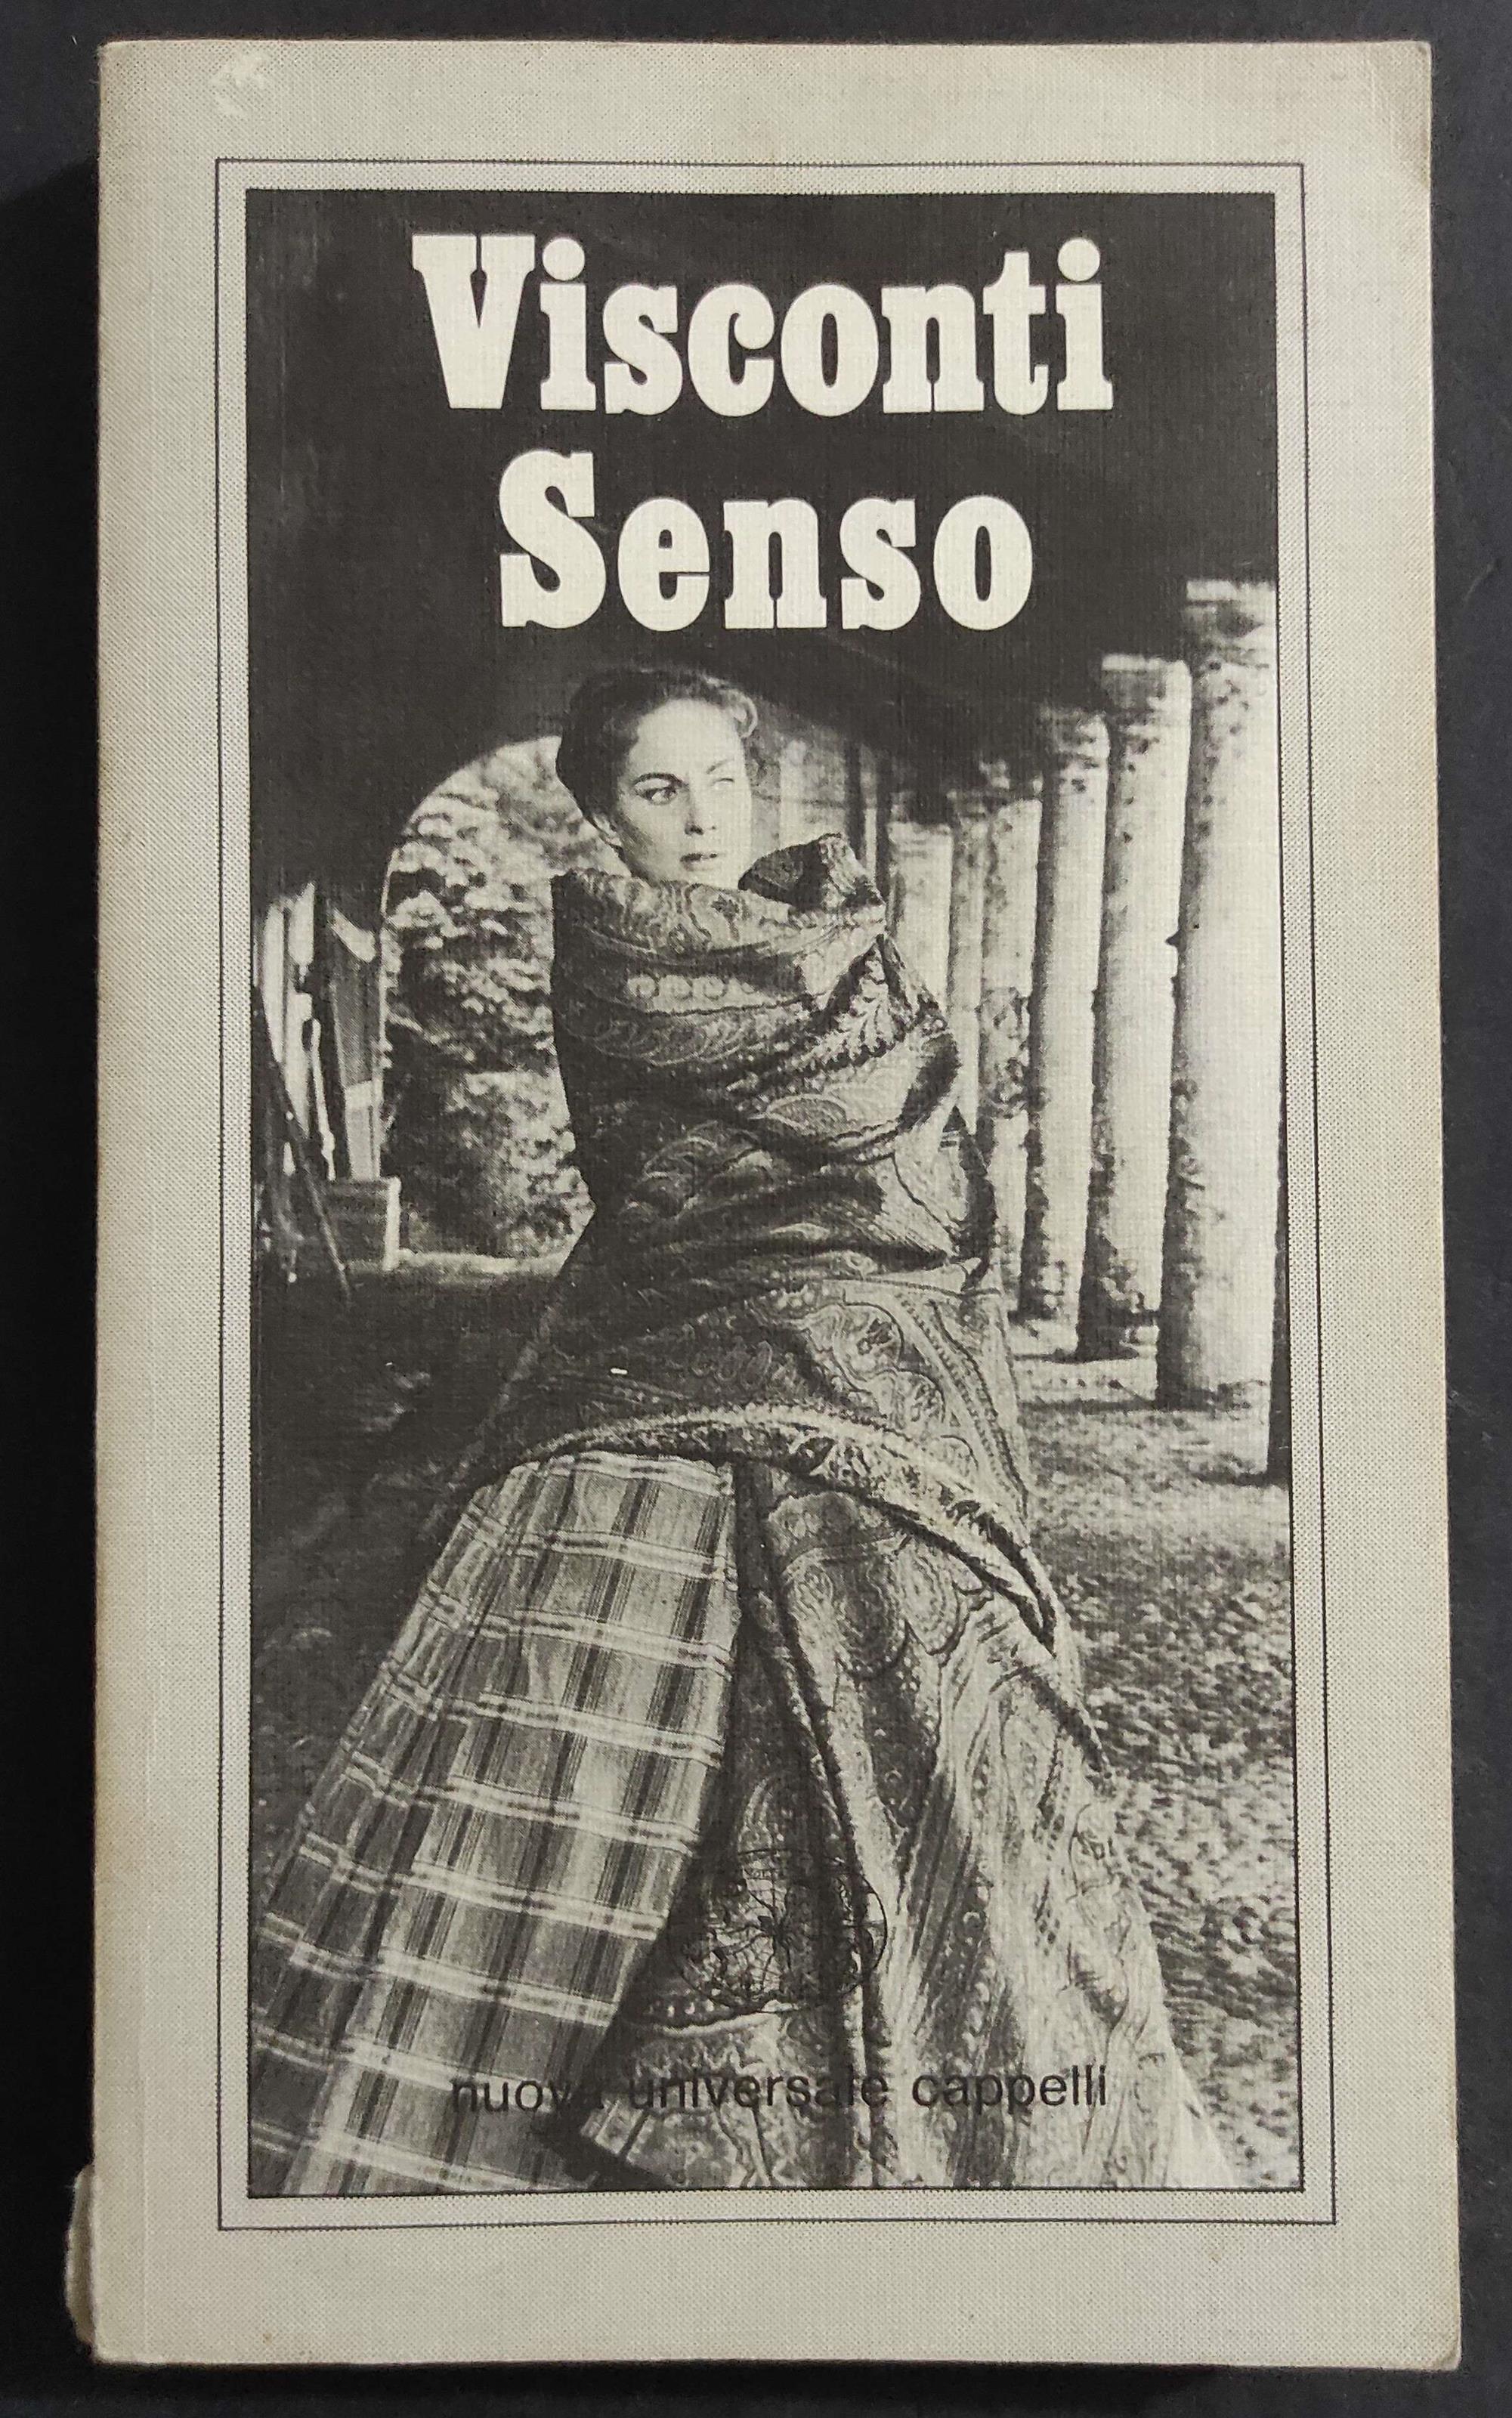 Visconti
Senso
nuova universale cappelli